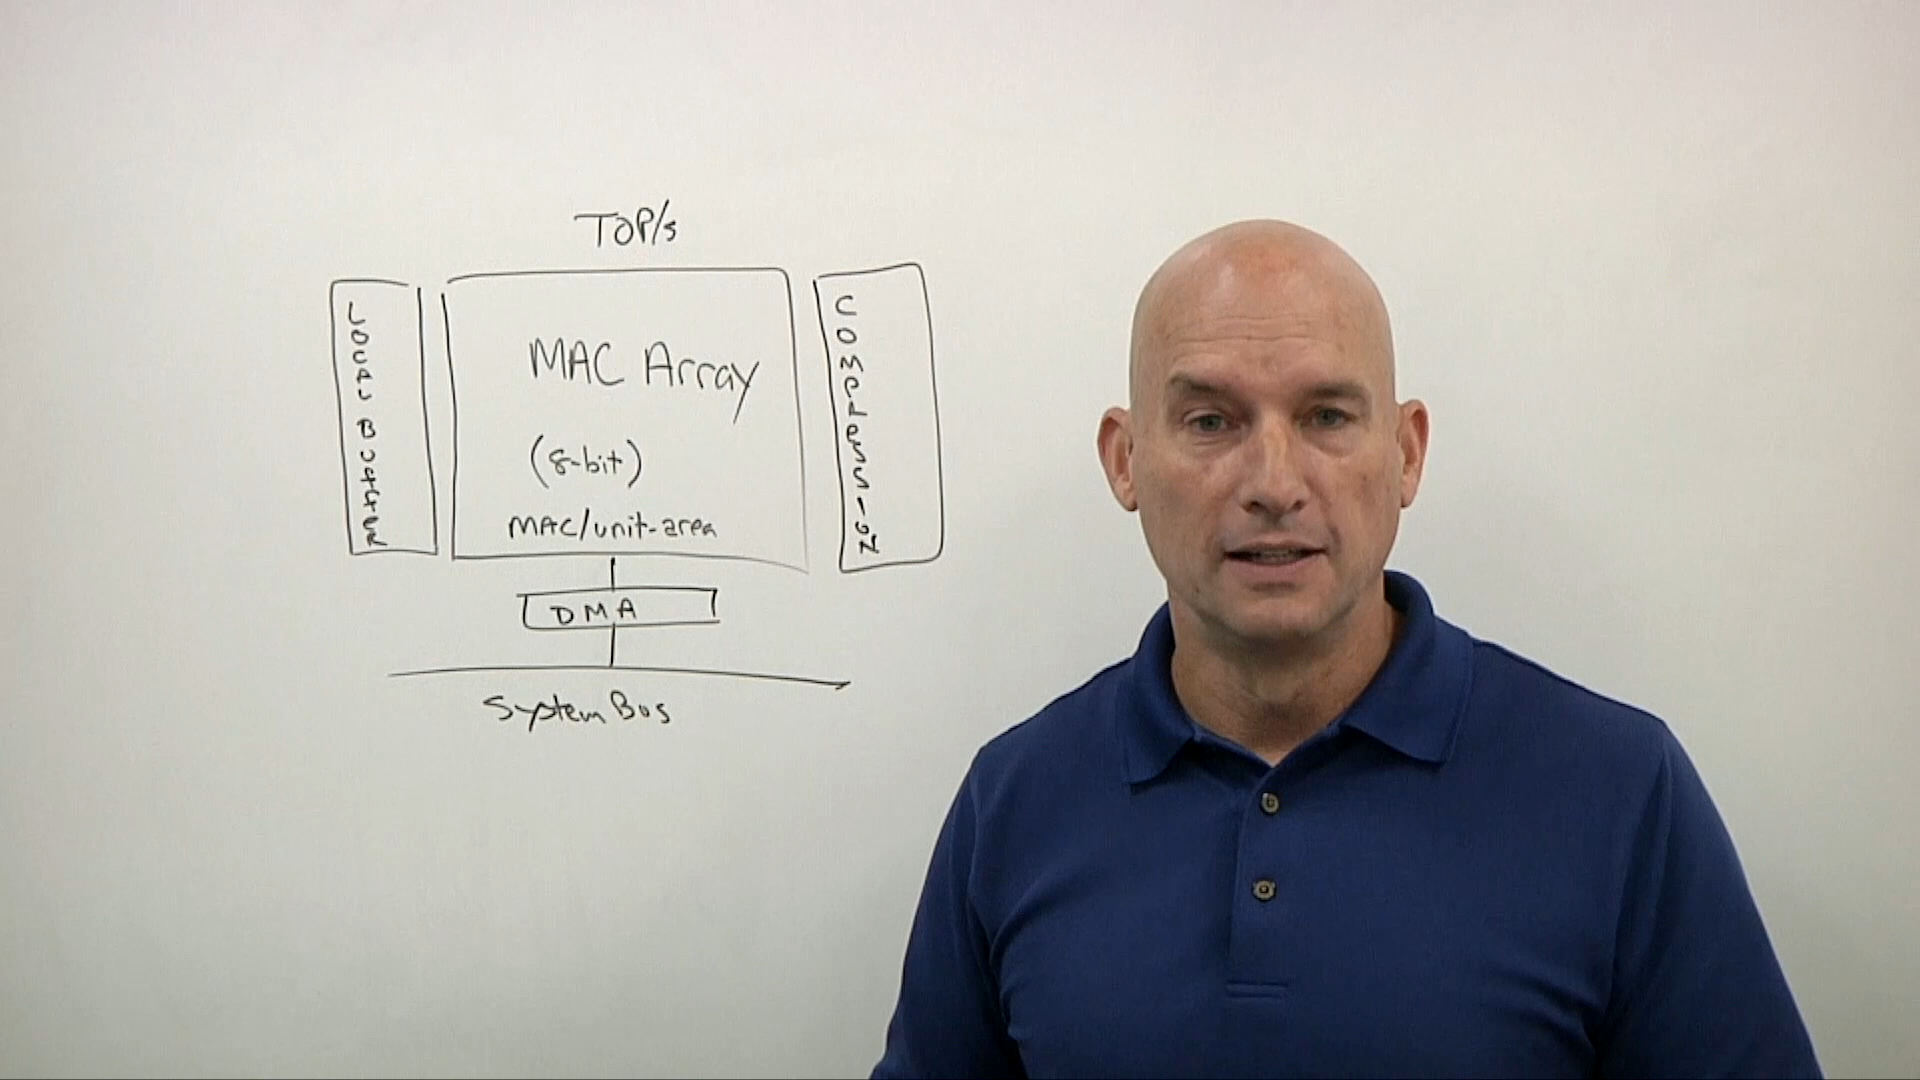 TOP/s
LOCAL BUFFER
MAC Array
(8-bit)
MAC/unit-area
COMPRESSION
DMA
System Bus